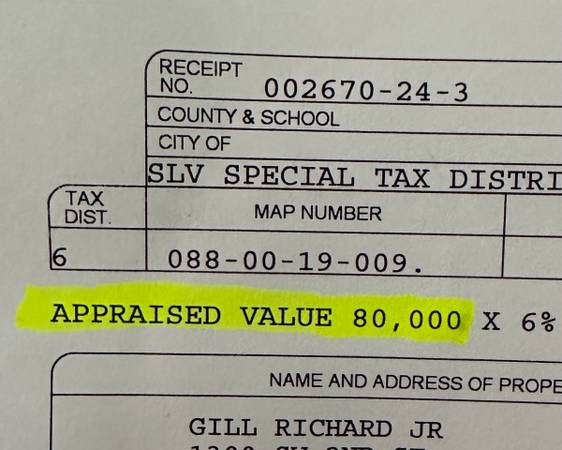 RECEIPT
NO. 002670-24-3
COUNTY & SCHOOL
CITY OF
SLV SPECIAL TAX DISTRI
TAX
DIST. MAP NUMBER
6 088-00-19-009.
APPRAISED VALUE 80,000 X 6%
NAME AND ADDRESS OF PROPE
GILL RICHARD JR